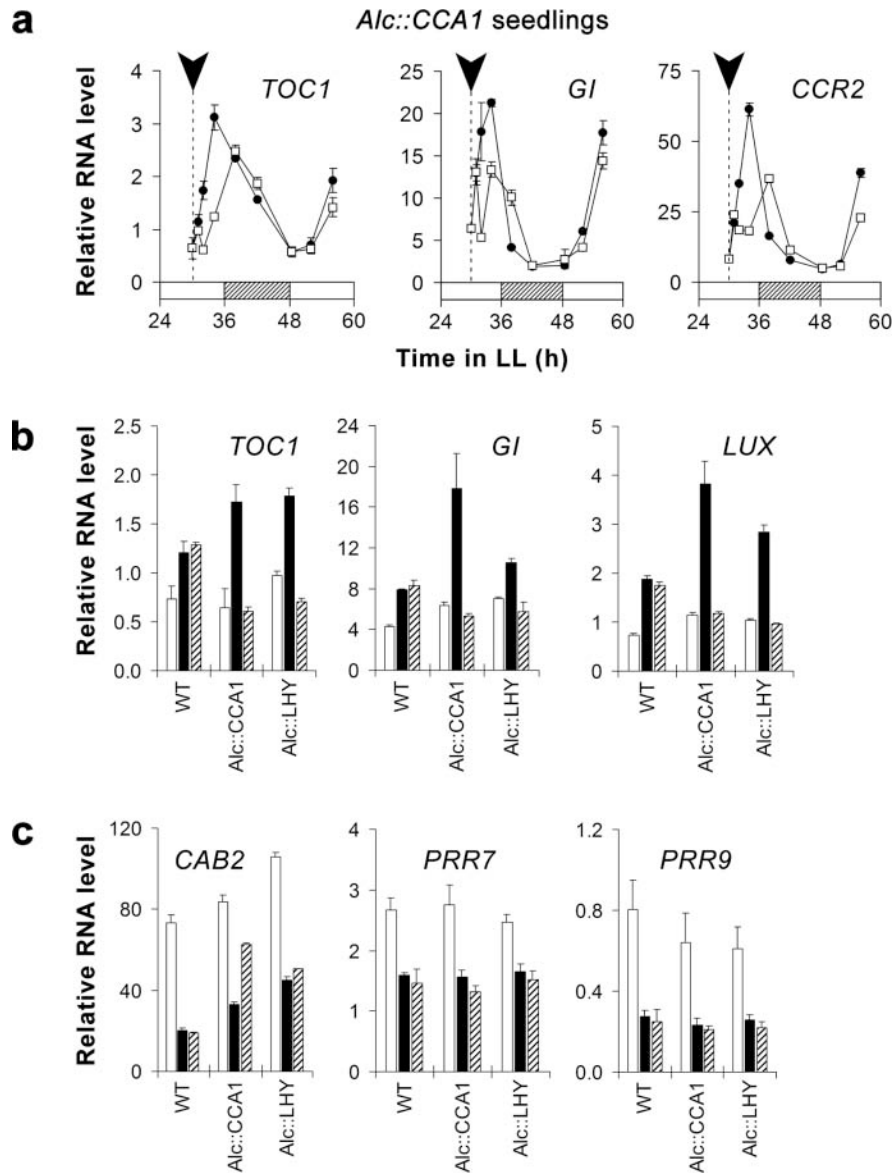 a
Alc::CCA1 seedlings
Relative RNA level
TOC1
4
3
2
1
0
24 36 48 60
GI
25
20
15
10
5
0
24 36 48 60
CCR2
75
50
25
0
24 36 48 60
Time in LL (h)
b
Relative RNA level
TOC1
2.5
2.0
1.5
1.0
0.5
0.0
WT
Alc::CCA1
Alc::LHY
GI
24
20
16
12
8
4
0
WT
Alc::CCA1
Alc::LHY
LUX
5
4
3
2
1
0
WT
Alc::CCA1
Alc::LHY
c
Relative RNA level
CAB2
120
80
40
0
WT
Alc::CCA1
Alc::LHY
PRR7
4
3
2
1
0
WT
Alc::CCA1
Alc::LHY
PRR9
1.2
0.8
0.4
0.0
WT
Alc::CCA1
Alc::LHY